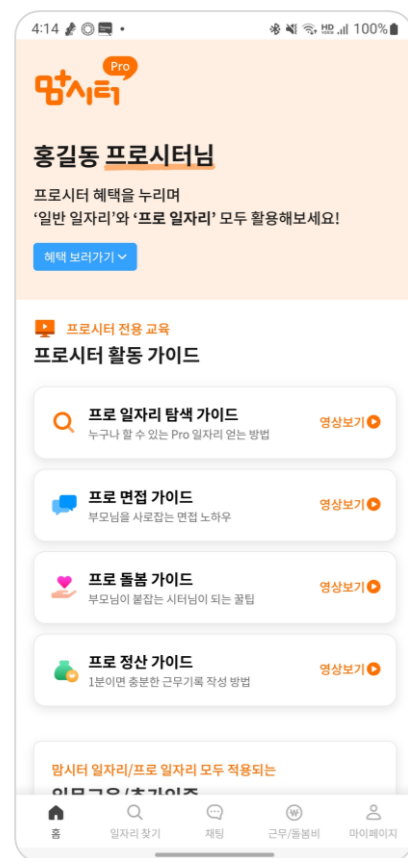 4:14
100%
맘시터
Pro
홍길동 프로시터님
프로시터 혜택을 누리며
‘일반 일자리’와 ‘프로 일자리’ 모두 활용해보세요!
혜택 보러가기
프로시터 전용 교육
프로시터 활동 가이드
프로 일자리 탐색 가이드
누구나 할 수 있는 Pro 일자리 얻는 방법
영상보기
프로 면접 가이드
부모님을 사로잡는 면접 노하우
영상보기
프로 돌봄 가이드
부모님이 붙잡는 시터님이 되는 꿀팁
영상보기
프로 정산 가이드
1분이면 충분한 근무기록 작성 방법
영상보기
맘시터 일자리/프로 일자리 모두 적용되는
홈
일자리 찾기
채팅
근무/돌봄비
마이페이지